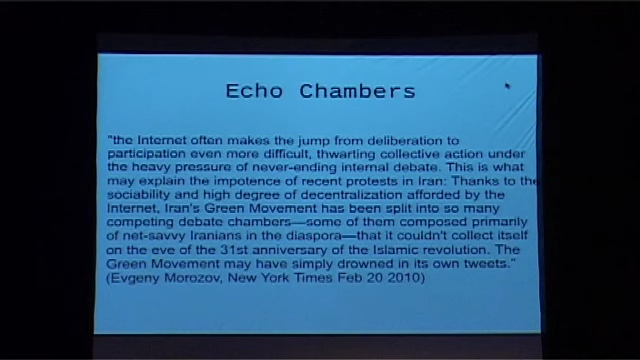 Echo Chambers
"the Internet often makes the jump from deliberation to
participation even more difficult, thwarting collective action under
the heavy pressure of never-ending internal debate. This is what
may explain the impotence of recent protests in Iran: Thanks to the
sociability and high degree of decentralization afforded by the
Internet, Iran's Green Movement has been split into so many
competing debate chambers—some of them composed primarily
of net-savvy Iranians in the diaspora—that it couldn't collect itself
on the eve of the 31st anniversary of the Islamic revolution. The
Green Movement may have simply drowned in its own tweets."
(Evgeny Morozov, New York Times Feb 20 2010)